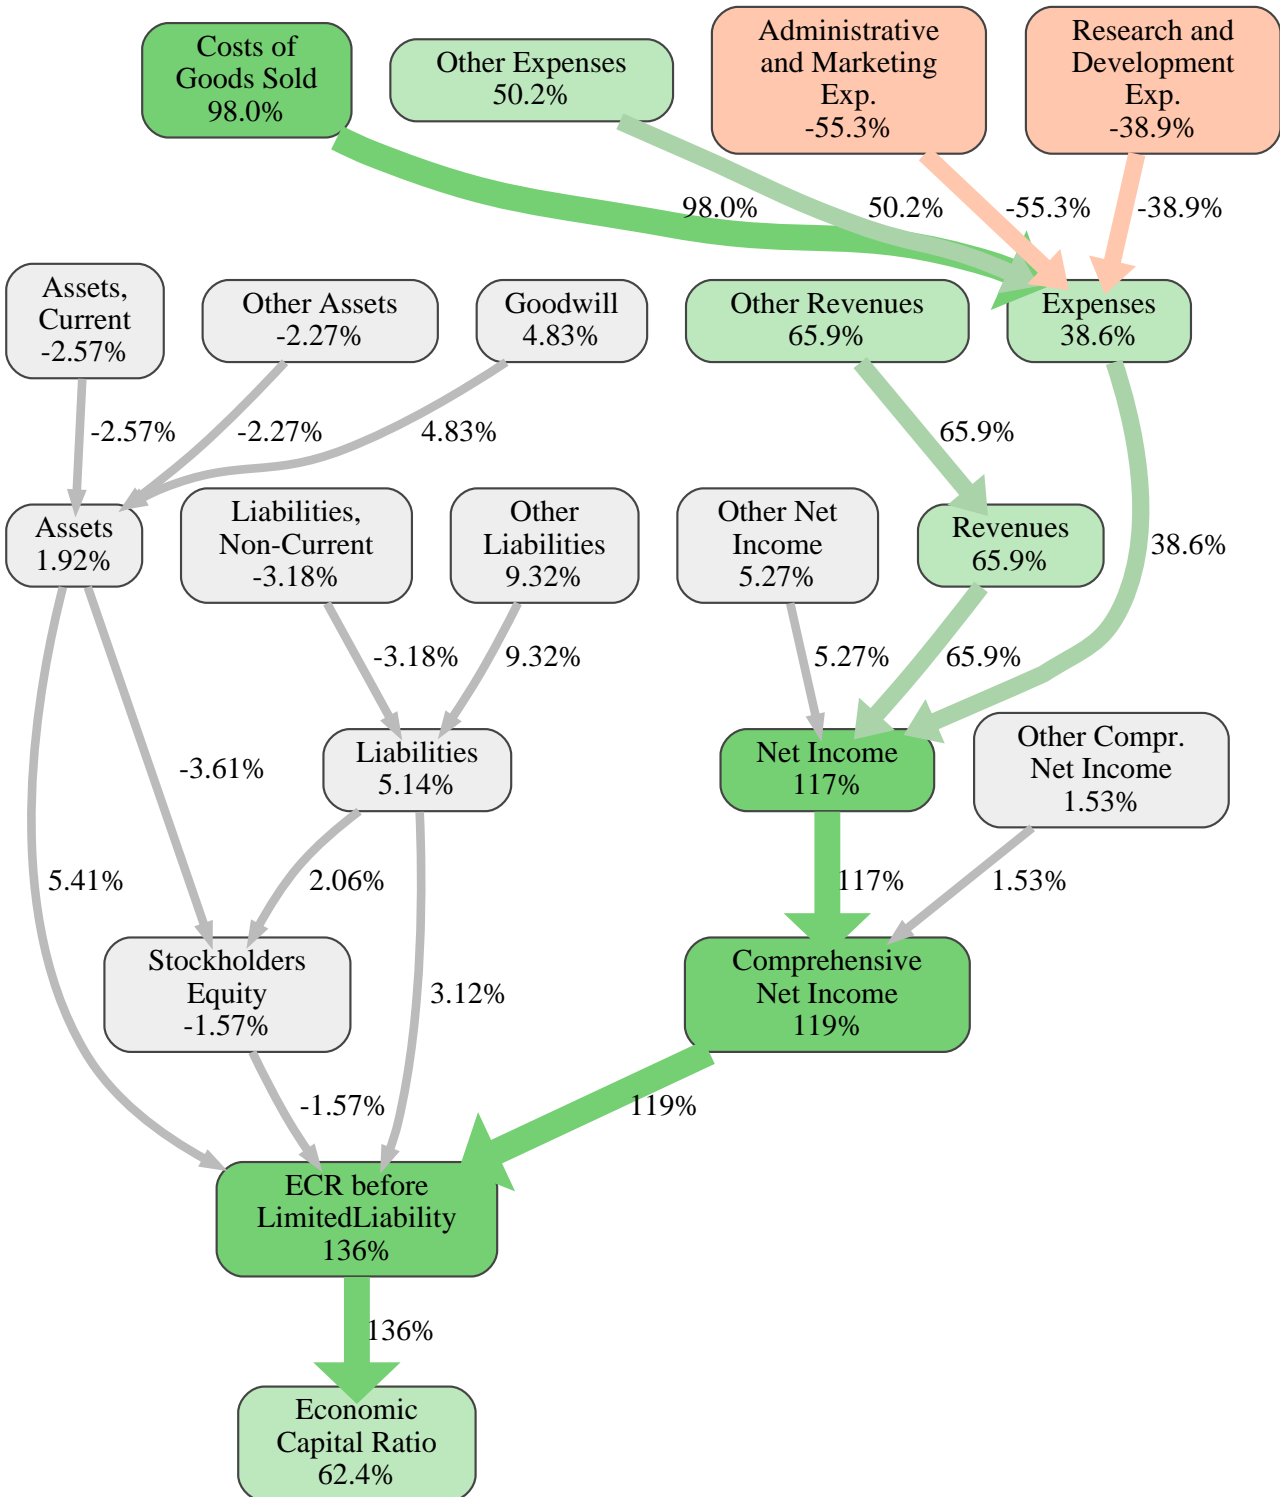 Costs of
Goods Sold
98.0%
Other Expenses
50.2%
Administrative
and Marketing
Exp.
-55.3%
Research and
Development
Exp.
-38.9%
98.0%
50.2%
-55.3%
-38.9%
Assets,
Current
-2.57%
Other Assets
-2.27%
Goodwill
4.83%
Other Revenues
65.9%
Expenses
38.6%
-2.57%
-2.27%
4.83%
65.9%
Assets
1.92%
Liabilities,
Non-Current
-3.18%
Other
Liabilities
9.32%
Other Net
Income
5.27%
Revenues
65.9%
38.6%
-3.18%
9.32%
5.27%
65.9%
-3.61%
Liabilities
5.14%
Net Income
117%
Other Compr.
Net Income
1.53%
5.41%
2.06%
117%
1.53%
Stockholders
Equity
-1.57%
3.12%
Comprehensive
Net Income
119%
-1.57%
119%
ECR before
LimitedLiability
136%
136%
Economic
Capital Ratio
62.4%